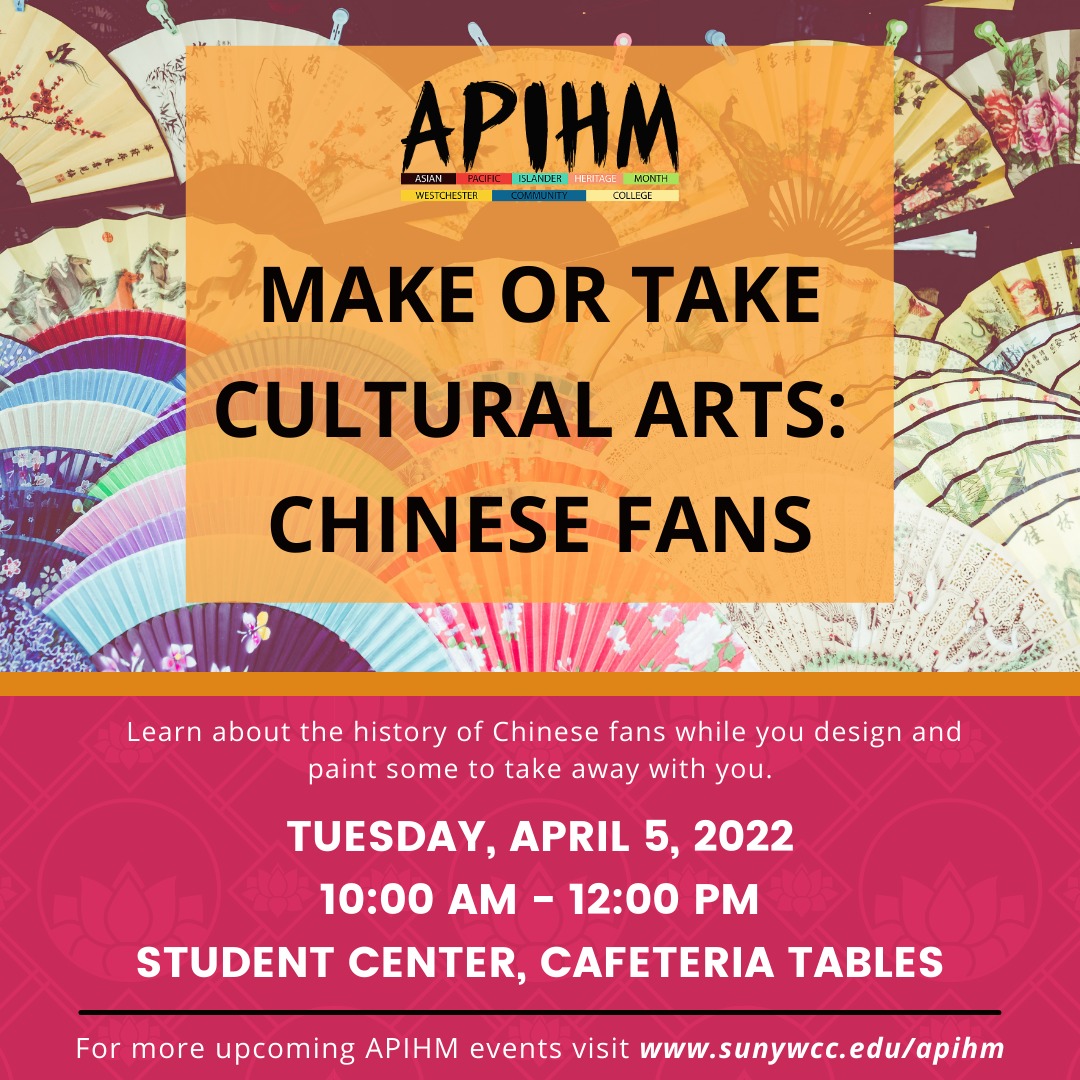 APIHM
ASIAN PACIFIC ISLANDER HERITAGE MONTH
WESTCHESTER COMMUNITY COLLEGE
MAKE OR TAKE
CULTURAL ARTS:
CHINESE FANS
Learn about the history of Chinese fans while you design and
paint some to take away with you.
TUESDAY, APRIL 5, 2022
10:00 AM – 12:00 PM
STUDENT CENTER, CAFETERIA TABLES
For more upcoming APIHM events visit www.sunywcc.edu/apihm